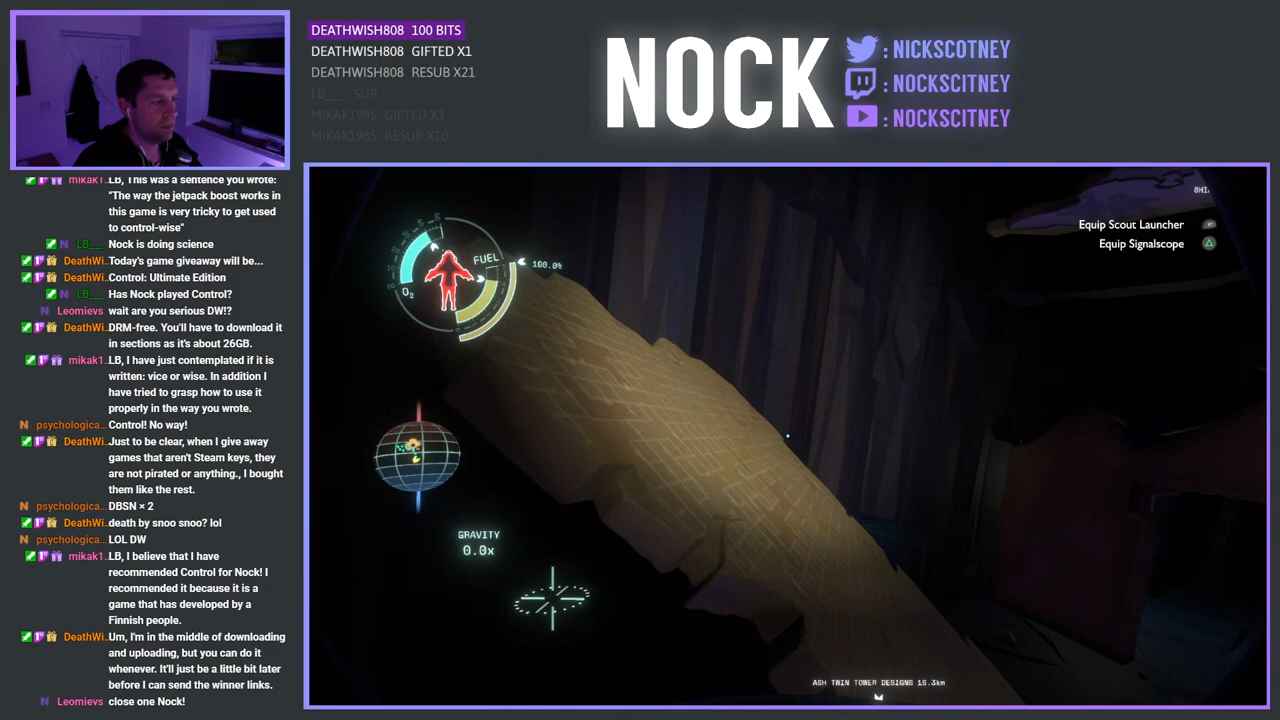 DEATHWISH808 100 BITS
DEATHWISH808 GIFTED X1
DEATHWISH808 RESUB X21
LB___ SUB
MIKAK1985 GIFTED X1
MIKAK1985 RESUB X10
NOCK
: NICKSCOTNEY
: NOCKSCITNEY
: NOCKSCITNEY
mikak1.. LB, This was a sentence you wrote:
"The way the jetpack boost works in
this game is very tricky to get used
to control-wise"
LB___ Nock is doing science
DeathWi.. Today's game giveaway will be...
DeathWi.. Control: Ultimate Edition
LB___ Has Nock played Control?
Leomievs wait are you serious DW!?
DeathWi.. DRM-free. You'll have to download it
in sections as it's about 26GB.
mikak1.. LB, I have just contemplated if it is
written: vice or wise. In addition I
have tried to grasp how to use it
properly in the way you wrote.
psychologica... Control! No way!
DeathWi.. Just to be clear, when I give away
games that aren't Steam keys, they
are not pirated or anything., I bought
them like the rest.
psychologica... DBSN × 2
DeathWi.. death by snoo snoo? lol
psychologica... LOL DW
mikak1.. LB, I believe that I have
recommended Control for Nock! I
recommended it because it is a
game that has developed by a
Finnish people.
DeathWi.. Um, I'm in the middle of downloading
and uploading, but you can do it
whenever. It'll just be a little bit later
before I can send the winner links.
Leomievs close one Nock!
SHI
Equip Scout Launcher
Equip Signalscope
FUEL
100.0%
O2
GRAVITY
0.0x
ASH TWIN TOWER DESIGNS 16.3km